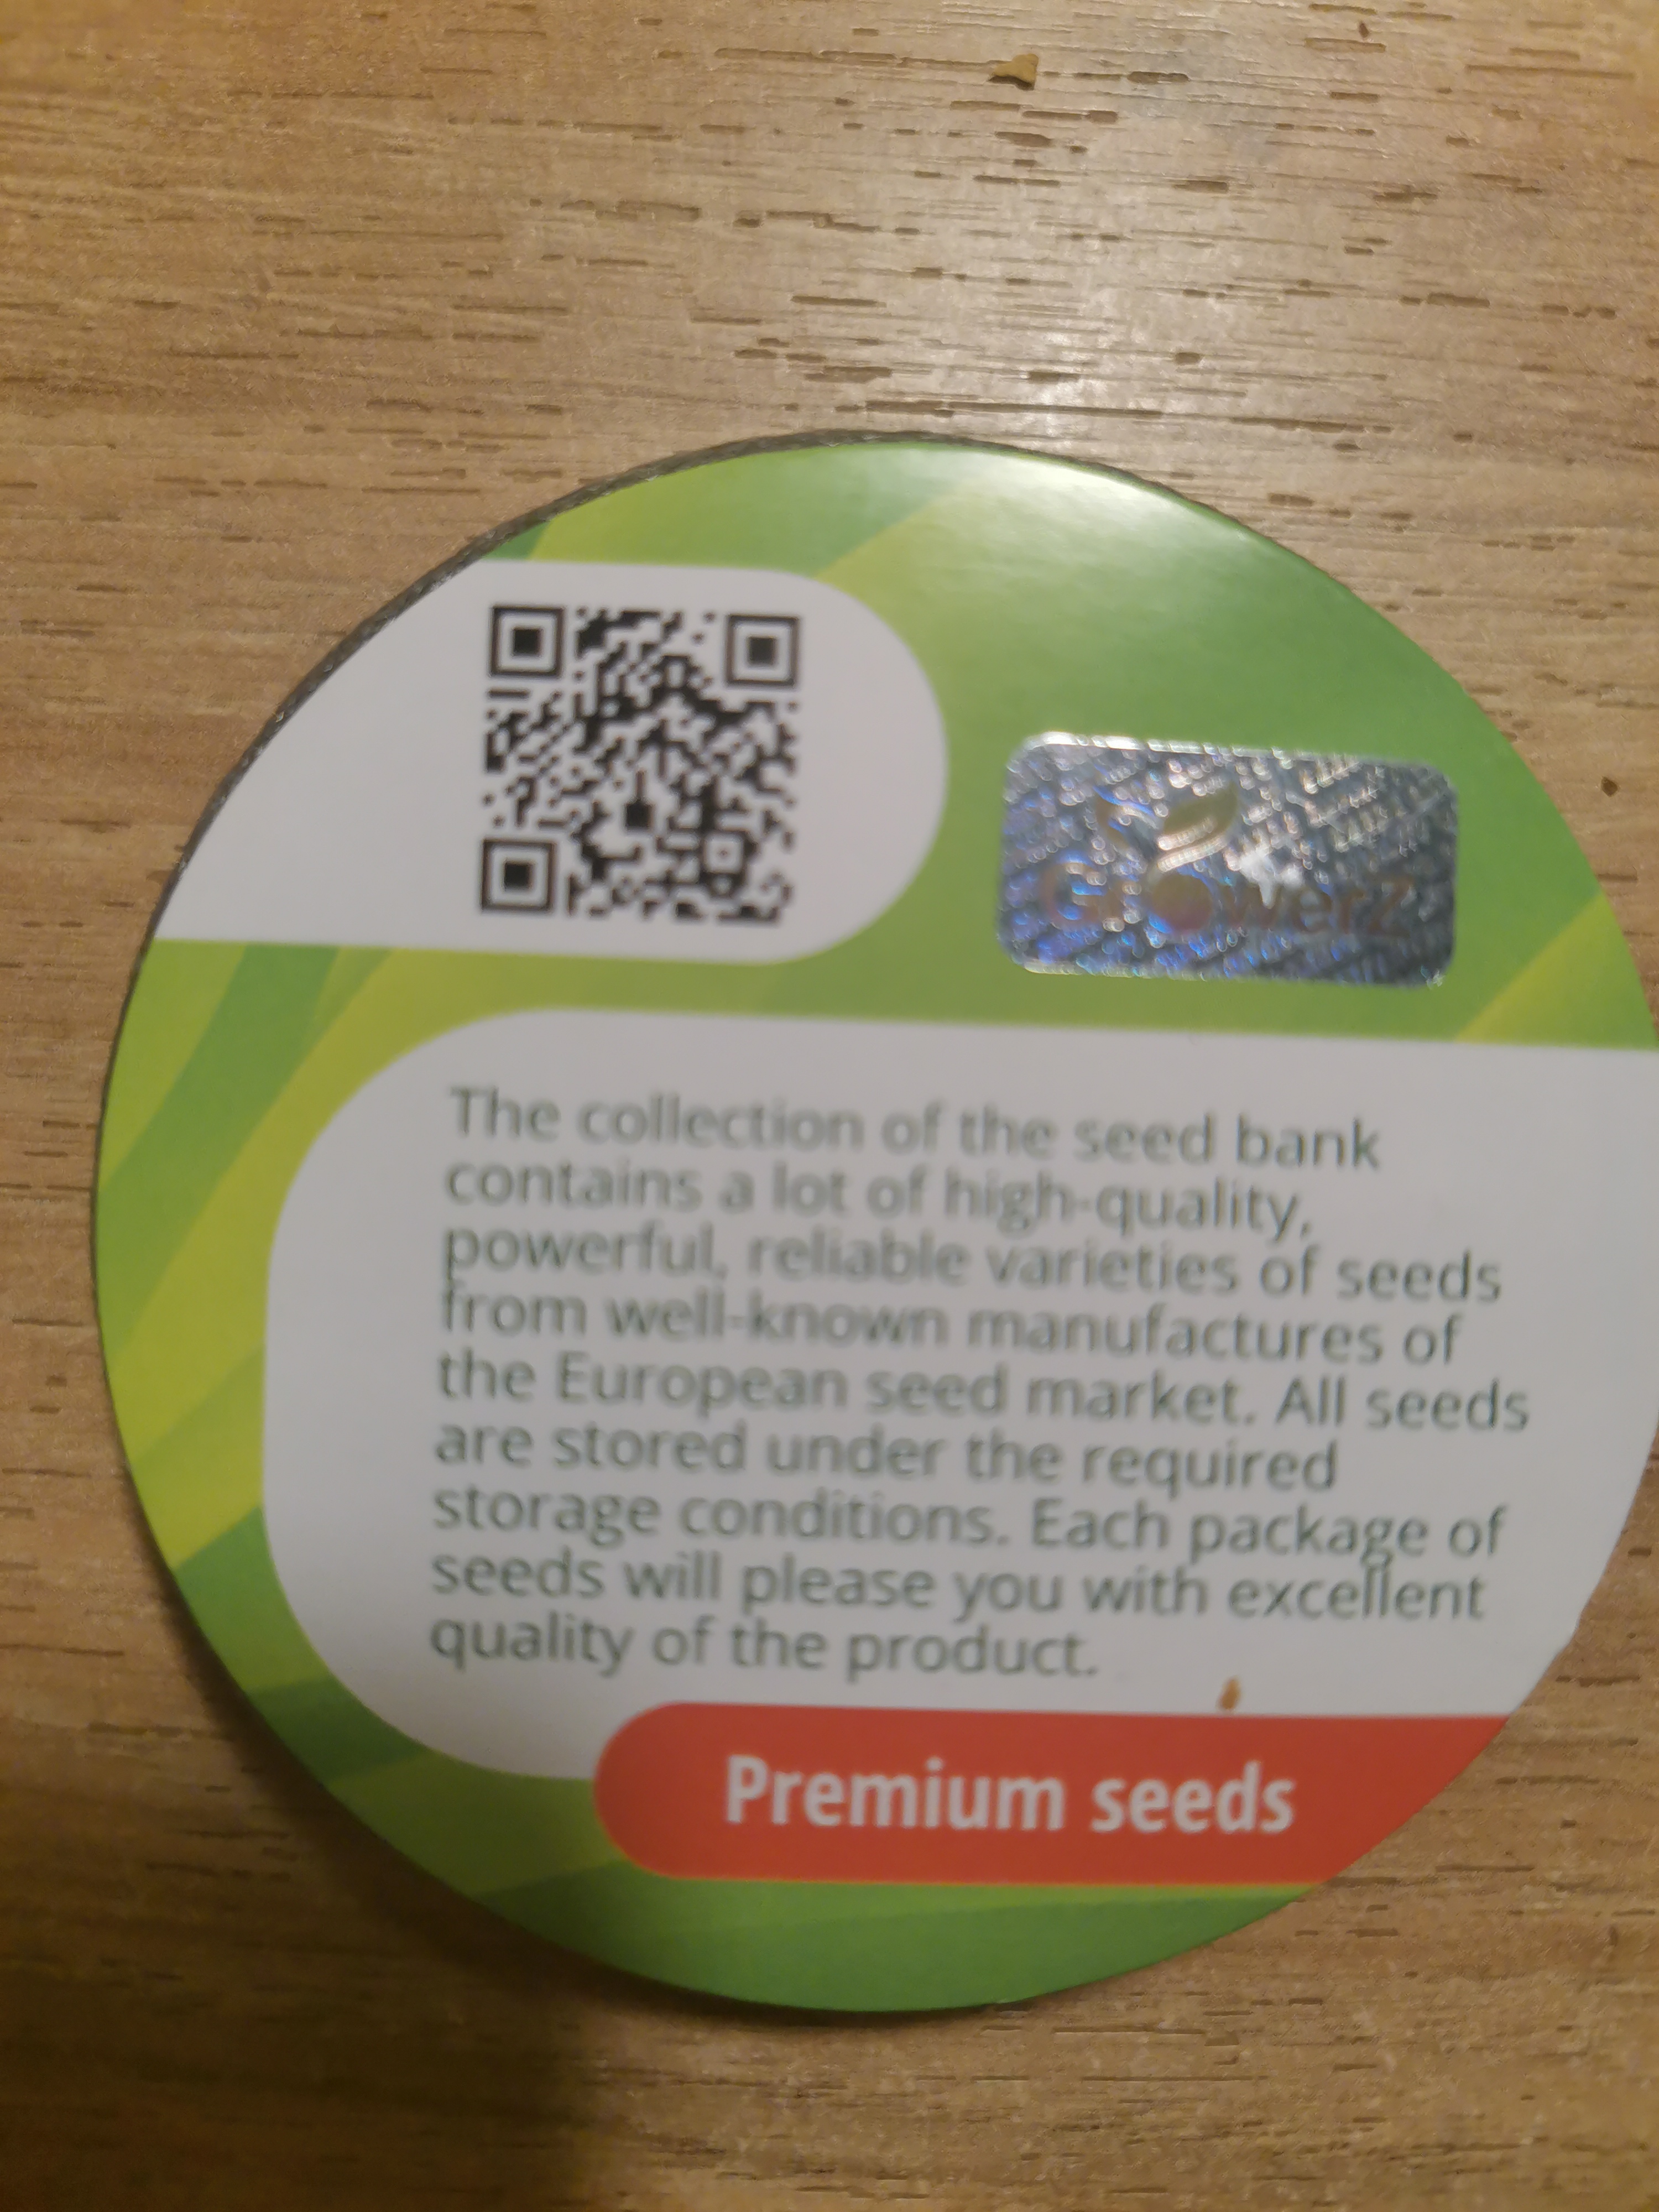 Growerz
The collection of the seed bank
contains a lot of high-quality,
powerful, reliable varieties of seeds
from well-known manufactures of
the European seed market. All seeds
are stored under the required
storage conditions. Each package of
seeds will please you with excellent
quality of the product.
Premium seeds